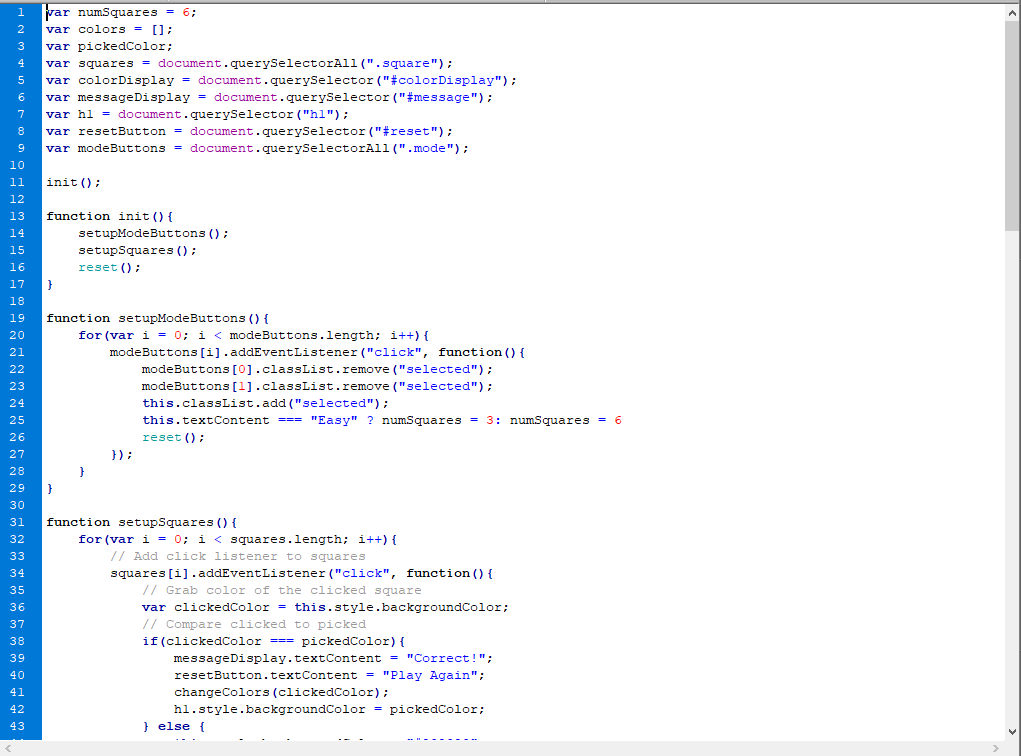 1 var numSquares = 6;
2 var colors = [];
3 var pickedColor;
4 var squares = document.querySelectorAll(".square");
5 var colorDisplay = document.querySelector("#colorDisplay");
6 var messageDisplay = document.querySelector("#message");
7 var h1 = document.querySelector("h1");
8 var resetButton = document.querySelector("#reset");
9 var modeButtons = document.querySelectorAll(".mode");
10
11 init();
12
13 function init(){
14     setupModeButtons();
15     setupSquares();
16     reset();
17 }
18
19 function setupModeButtons(){
20     for(var i = 0; i < modeButtons.length; i++){
21         modeButtons[i].addEventListener("click", function(){
22             modeButtons[0].classList.remove("selected");
23             modeButtons[1].classList.remove("selected");
24             this.classList.add("selected");
25             this.textContent === "Easy" ? numSquares = 3: numSquares = 6
26             reset();
27         });
28     }
29 }
30
31 function setupSquares(){
32     for(var i = 0; i < squares.length; i++){
33         // Add click listener to squares
34         squares[i].addEventListener("click", function(){
35             // Grab color of the clicked square
36             var clickedColor = this.style.backgroundColor;
37             // Compare clicked to picked
38             if(clickedColor === pickedColor){
39                 messageDisplay.textContent = "Correct!";
40                 resetButton.textContent = "Play Again";
41                 changeColors(clickedColor);
42                 h1.style.backgroundColor = pickedColor;
43             } else {